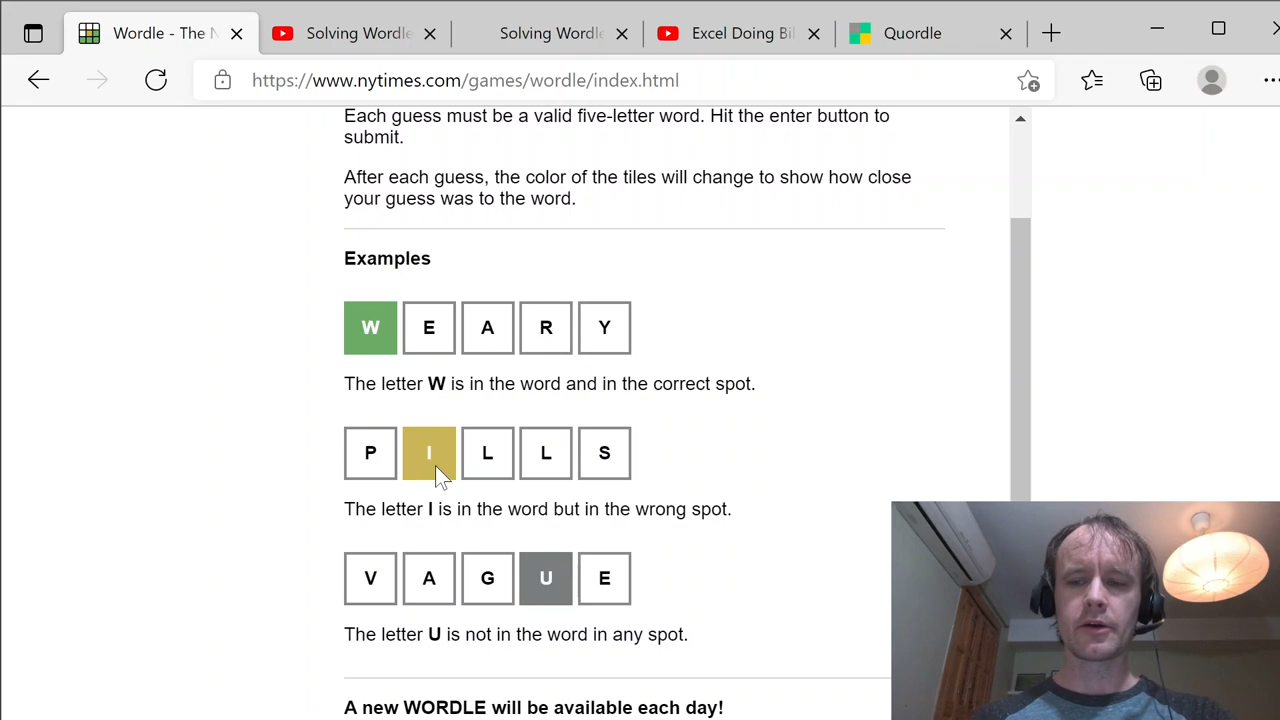 Wordle - The N
Solving Wordle
Solving Wordle
Excel Doing Bi
Quordle
https://www.nytimes.com/games/wordle/index.html
Each guess must be a valid five-letter word. Hit the enter button to
submit.
After each guess, the color of the tiles will change to show how close
your guess was to the word.
Examples
W E A R Y
The letter W is in the word and in the correct spot.
P I L L S
The letter I is in the word but in the wrong spot.
V A G U E
The letter U is not in the word in any spot.
A new WORDLE will be available each day!